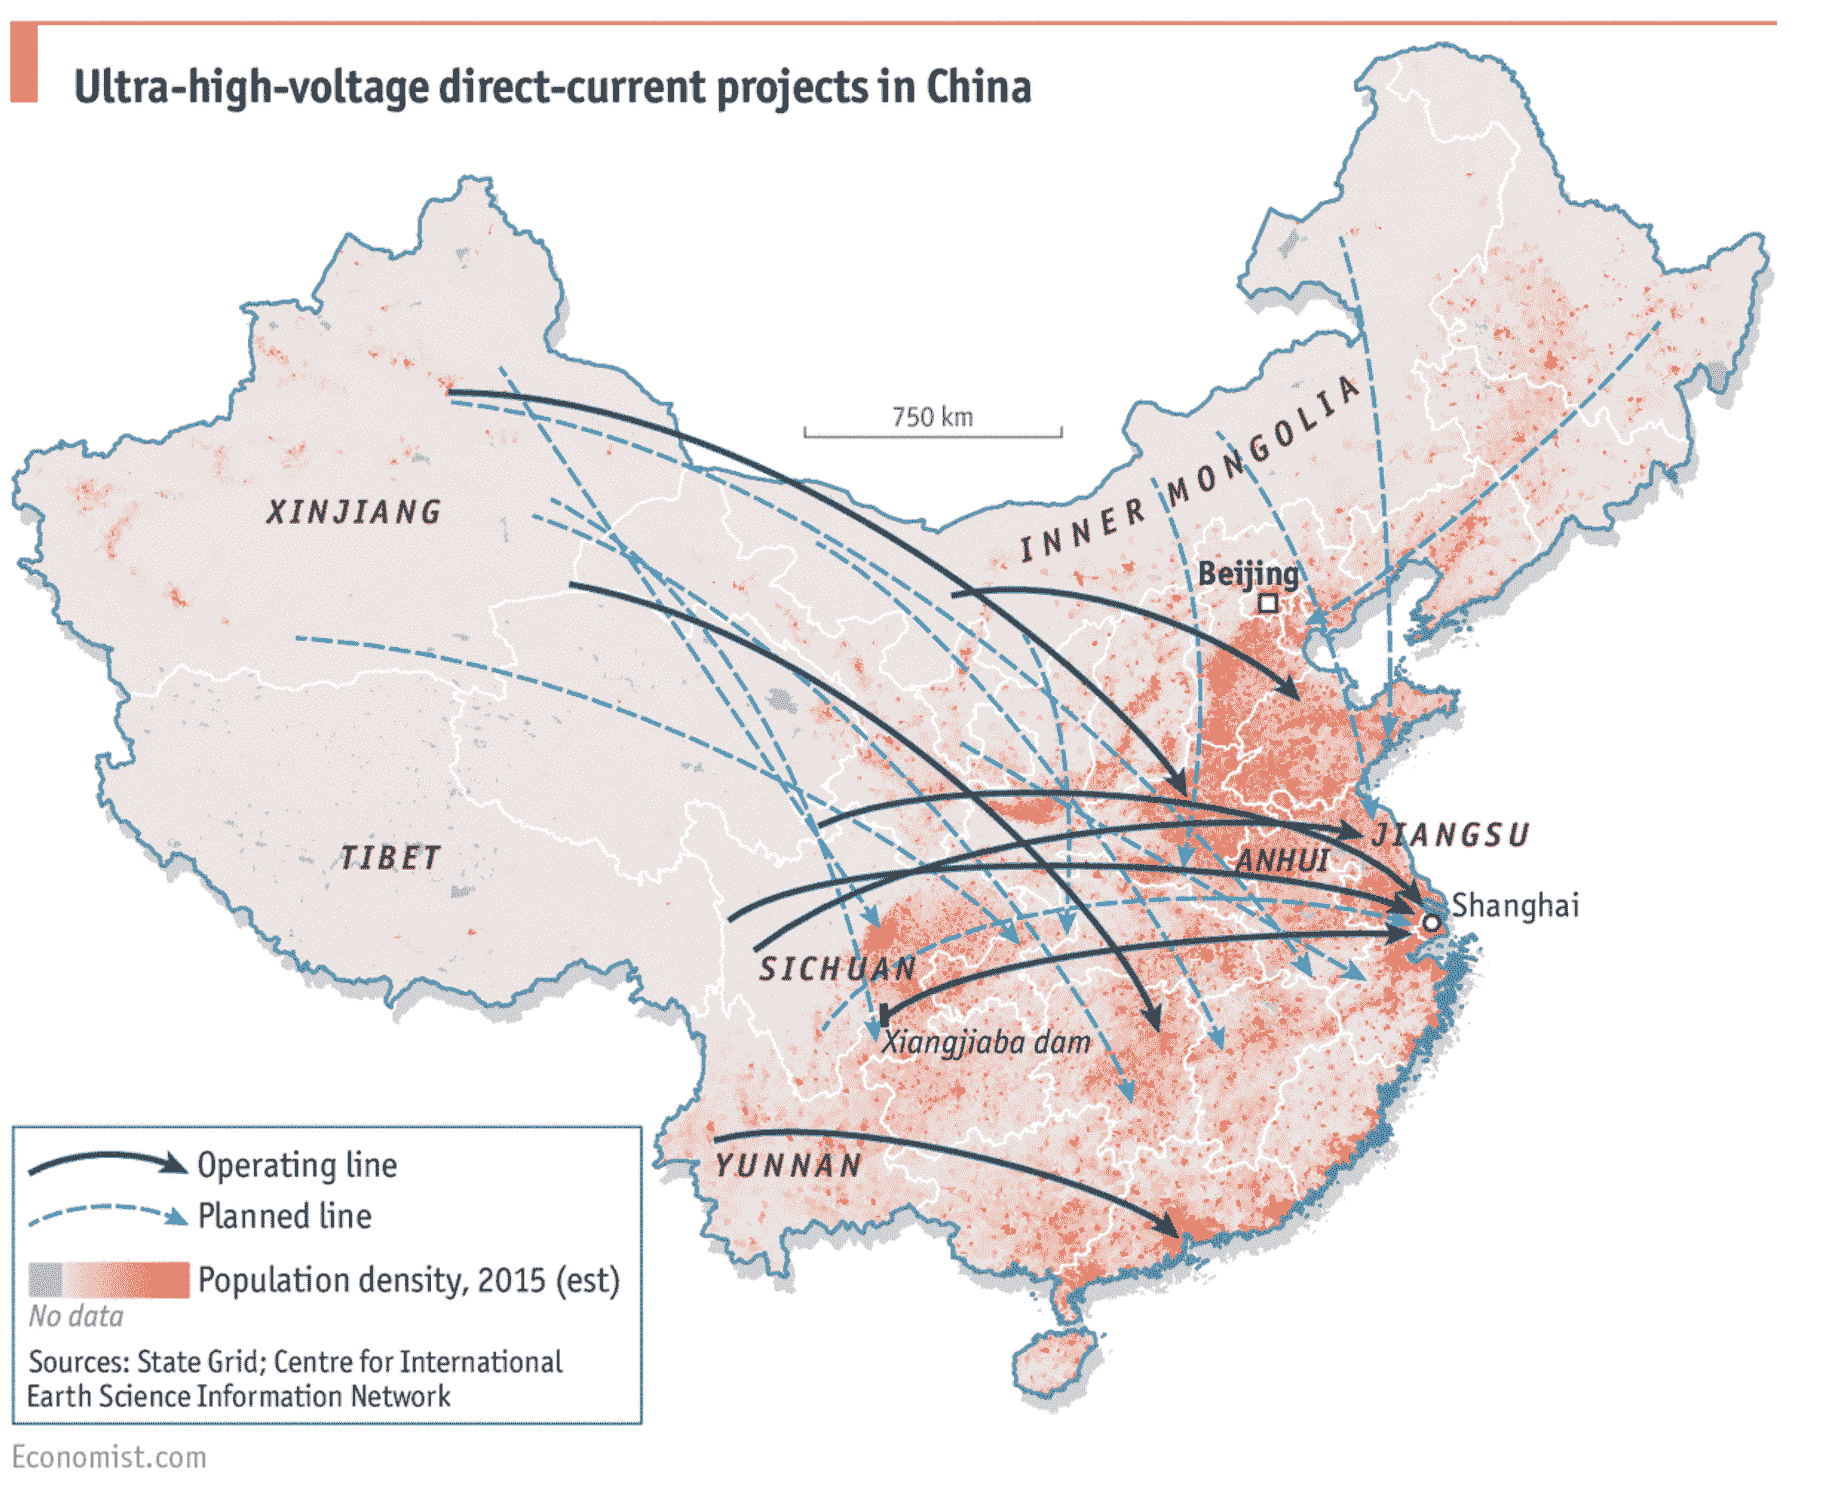 Ultra-high-voltage direct-current projects in China
750 km
XINJIANG
INNER MONGOLIA
Beijing
TIBET
JIANGSU
ANHUI
Shanghai
SICHUAN
Xiangjiaba dam
YUNNAN
Operating line
Planned line
Population density, 2015 (est)
No data
Sources: State Grid; Centre for International
Earth Science Information Network
Economist.com